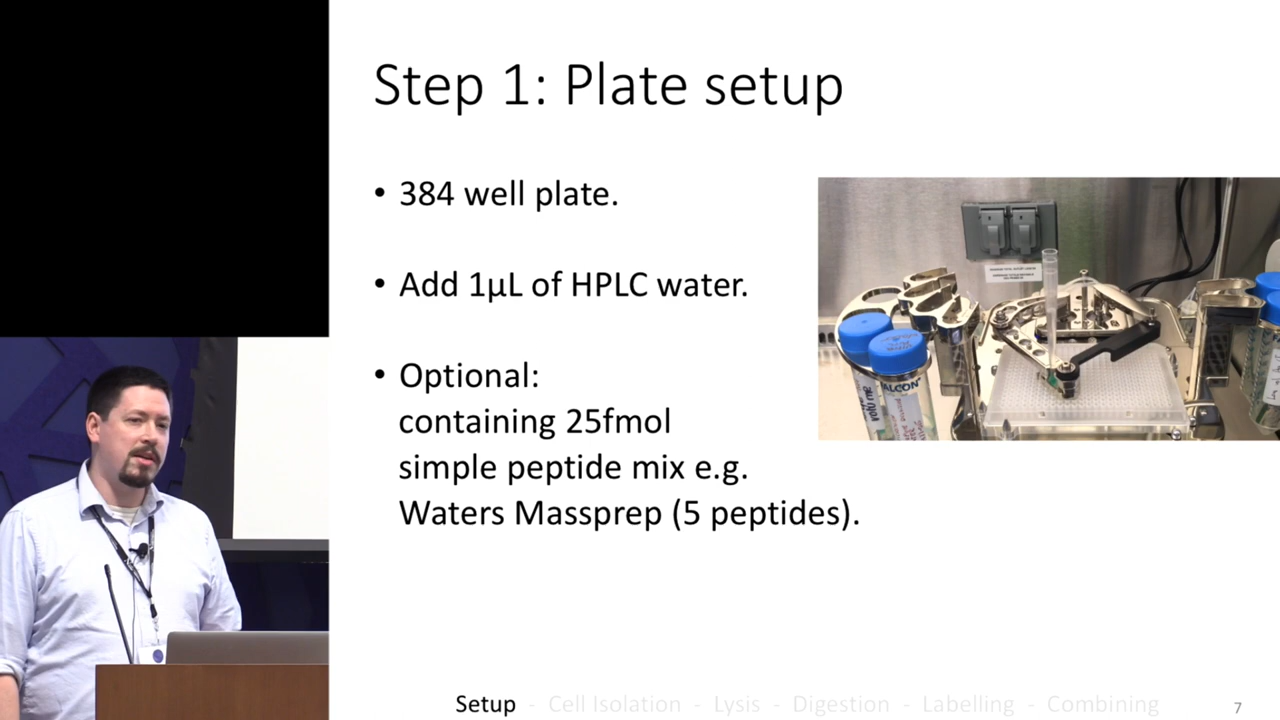 Step 1: Plate setup
• 384 well plate.
• Add 1µL of HPLC water.
• Optional:
containing 25fmol
simple peptide mix e.g.
Waters Massprep (5 peptides).
FALCON
Setup - Cell Isolation - Lysis - Digestion - Labelling - Combining
7